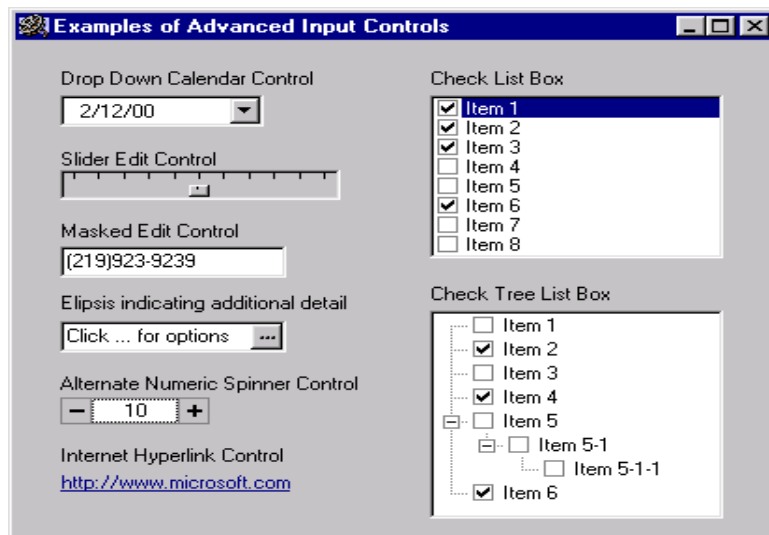 Examples of Advanced Input Controls
Drop Down Calendar Control
2/12/00
Slider Edit Control
Masked Edit Control
(219)923-9239
Elipsis indicating additional detail
Click ... for options ...
Alternate Numeric Spinner Control
− 10 +
Internet Hyperlink Control
http://www.microsoft.com
Check List Box
Item 1
Item 2
Item 3
Item 4
Item 5
Item 6
Item 7
Item 8
Check Tree List Box
Item 1
Item 2
Item 3
Item 4
Item 5
Item 5-1
Item 5-1-1
Item 6